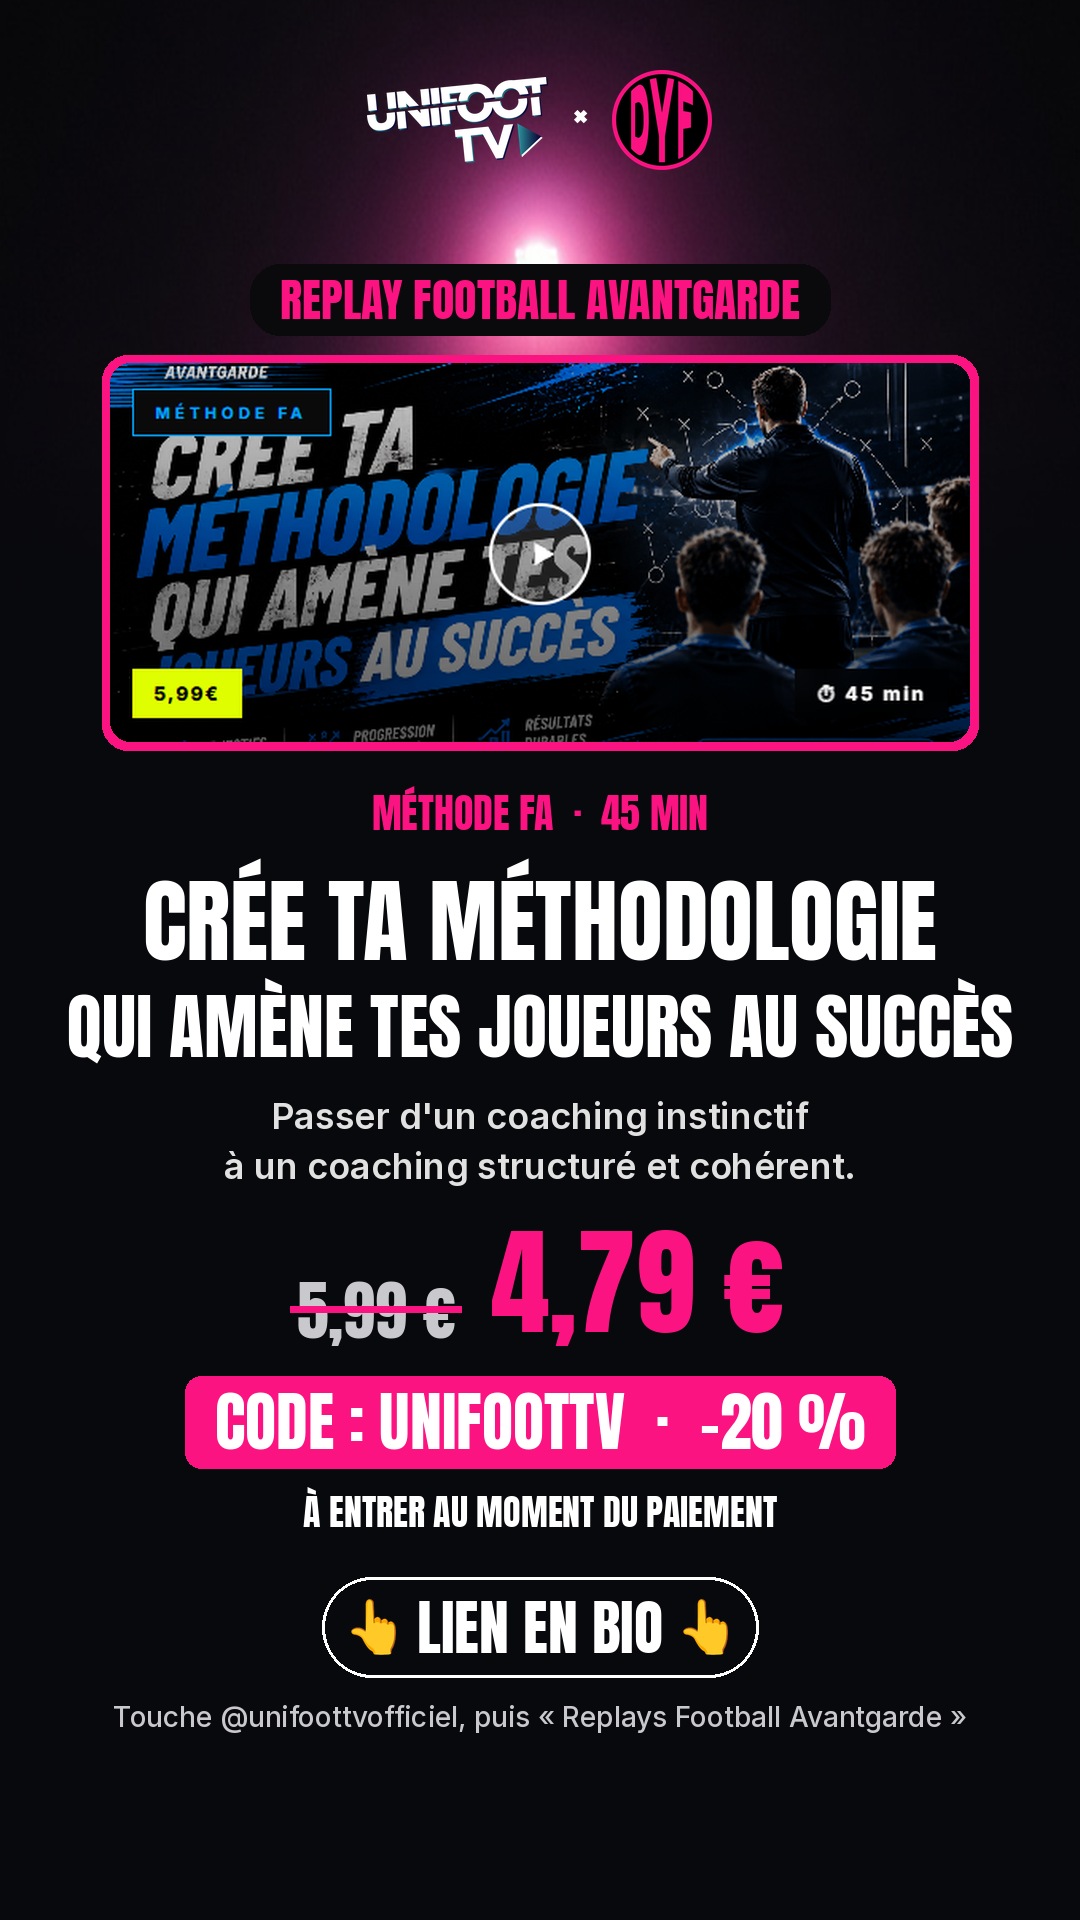 UNIFOOT
TV
×
DYF
REPLAY FOOTBALL AVANTGARDE
AVANTGARDE
MÉTHODE FA
CRÉE TA
MÉTHODOLOGIE
QUI AMÈNE TES
JOUEURS AU SUCCÈS
5,99€
45 min
PROGRESSION
RÉSULTATS
DURABLES
MÉTHODE FA · 45 MIN
CRÉE TA MÉTHODOLOGIE
QUI AMÈNE TES JOUEURS AU SUCCÈS
Passer d'un coaching instinctif
à un coaching structuré et cohérent.
5,99 € 4,79 €
CODE : UNIFOOTTV · -20 %
À ENTRER AU MOMENT DU PAIEMENT
👆 LIEN EN BIO 👆
Touche @unifoottvofficiel, puis « Replays Football Avantgarde »